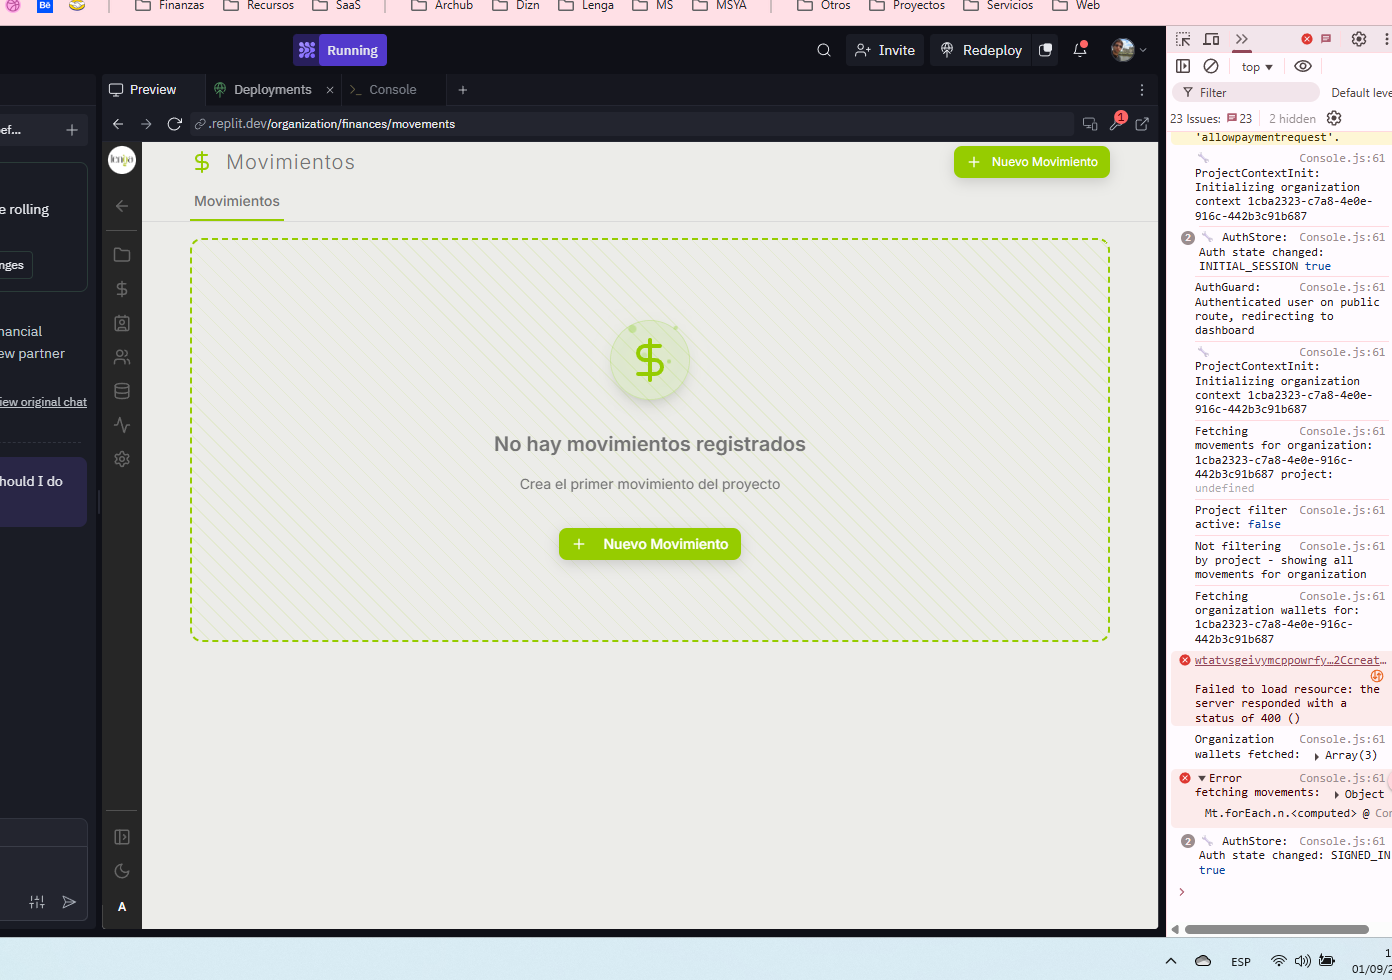 Bē
Finanzas
Recursos
SaaS
Archub
Dizn
Lenga
MS
MSYA
Otros
Proyectos
Servicios
Web
Running
Invite
Redeploy
ef...
e rolling
nges
nancial
ew partner
iew original chat
hould I do
Preview
Deployments
Console
.replit.dev/organization/finances/movements
1
lenga
A
Movimientos
Nuevo Movimiento
Movimientos
No hay movimientos registrados
Crea el primer movimiento del proyecto
Nuevo Movimiento
top
Filter
Default leve
23 Issues: 23
2 hidden
'allowpaymentrequest'.
Console.js:61
ProjectContextInit:
Initializing organization
context 1cba2323-c7a8-4e0e-
916c-442b3c91b687
2 AuthStore: Console.js:61
Auth state changed:
INITIAL_SESSION true
AuthGuard: Console.js:61
Authenticated user on public
route, redirecting to
dashboard
Console.js:61
ProjectContextInit:
Initializing organization
context 1cba2323-c7a8-4e0e-
916c-442b3c91b687
Fetching Console.js:61
movements for organization:
1cba2323-c7a8-4e0e-916c-
442b3c91b687 project:
undefined
Project filter Console.js:61
active: false
Not filtering Console.js:61
by project - showing all
movements for organization
Fetching Console.js:61
organization wallets for:
1cba2323-c7a8-4e0e-916c-
442b3c91b687
wtatvsgeivymcppowrfy…2Ccreat…
Failed to load resource: the
server responded with a
status of 400 ()
Organization Console.js:61
wallets fetched: Array(3)
Error Console.js:61
fetching movements: Object
Mt.forEach.n.<computed> @ Con
2 AuthStore: Console.js:61
Auth state changed: SIGNED_IN
true
ESP
1
01/09/2